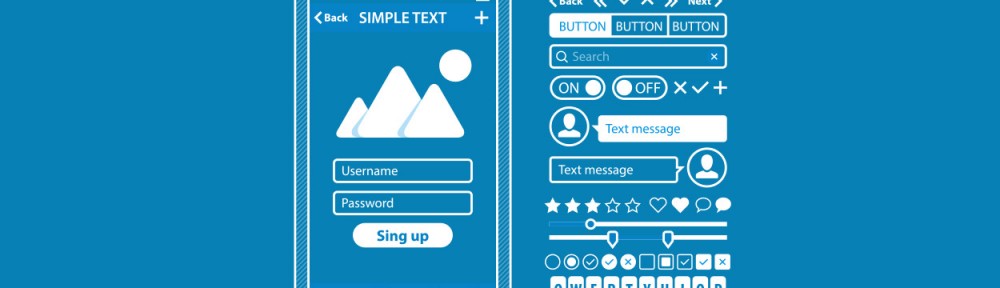 Back SIMPLE TEXT
Username
Password
Sing up
Back Next
BUTTON BUTTON BUTTON
Search
ON OFF
Text message
Text message
Q W E R T Y U I O P